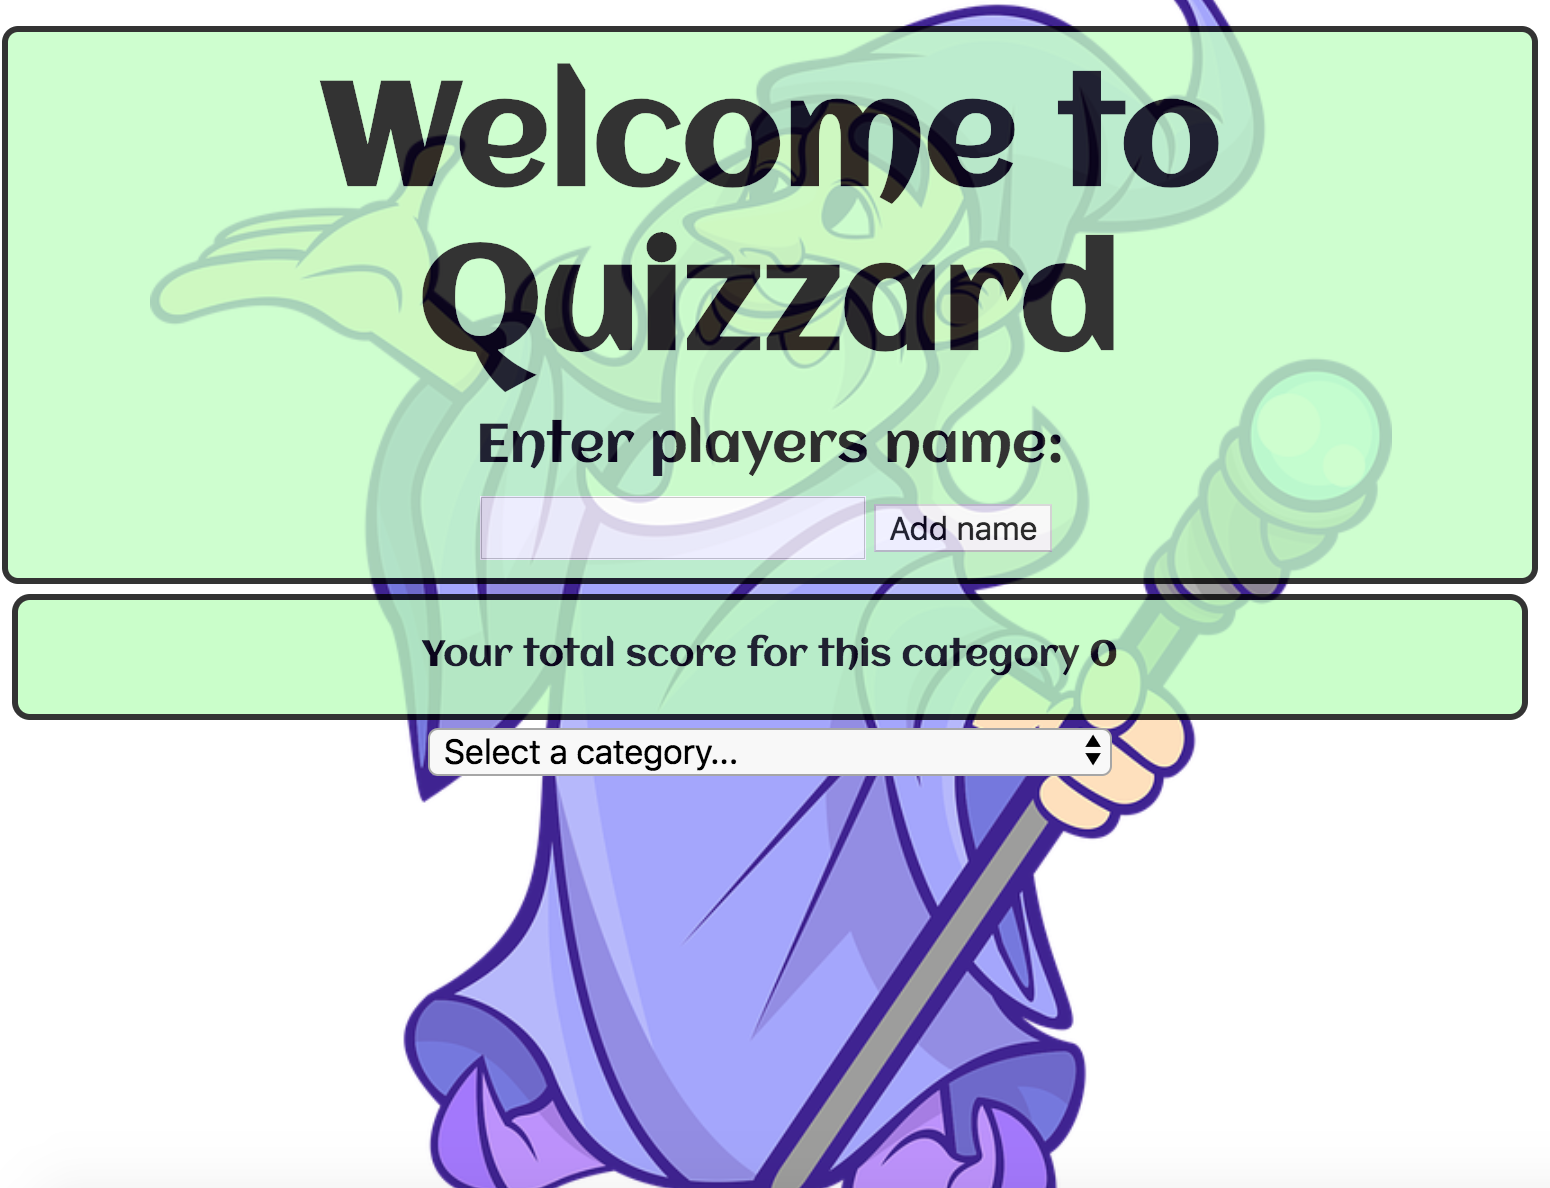 Welcome to
Quizzard
Enter players name:
Add name
Your total score for this category 0
Select a category...